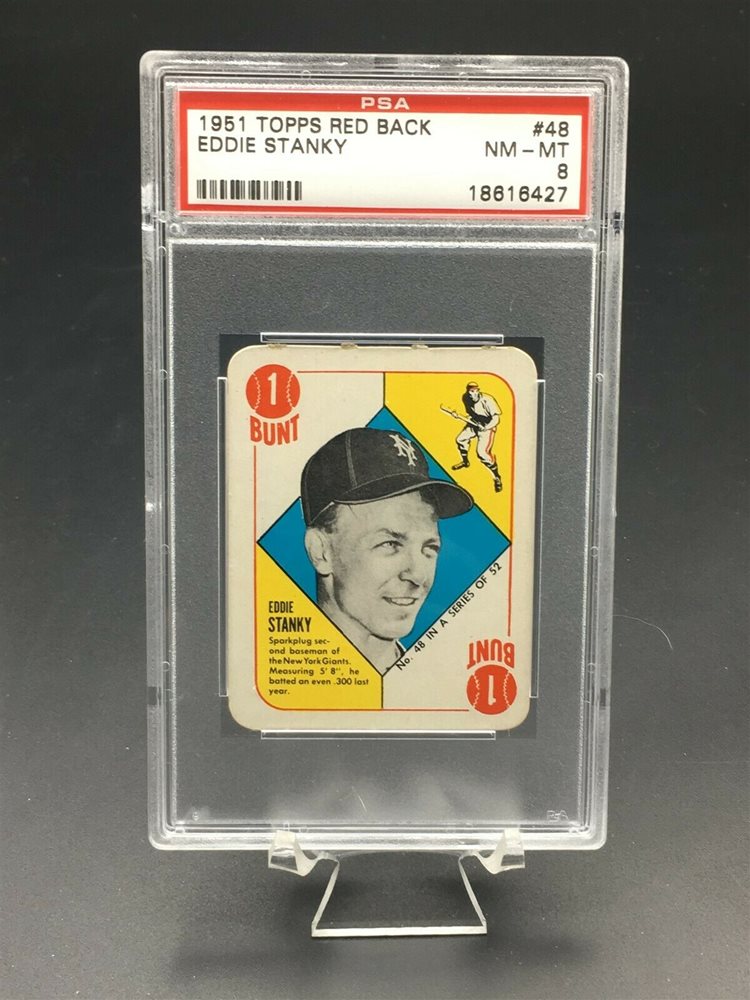 PSA
1951 TOPPS RED BACK #48
EDDIE STANKY NM-MT
8
18616427
1
BUNT
NY
EDDIE
STANKY
Sparkplug sec-
ond baseman of
the New York Giants.
Measuring 5' 8", he
batted an even .300 last
year.
No. 48 IN A SERIES OF 52
1
BUNT
PSA